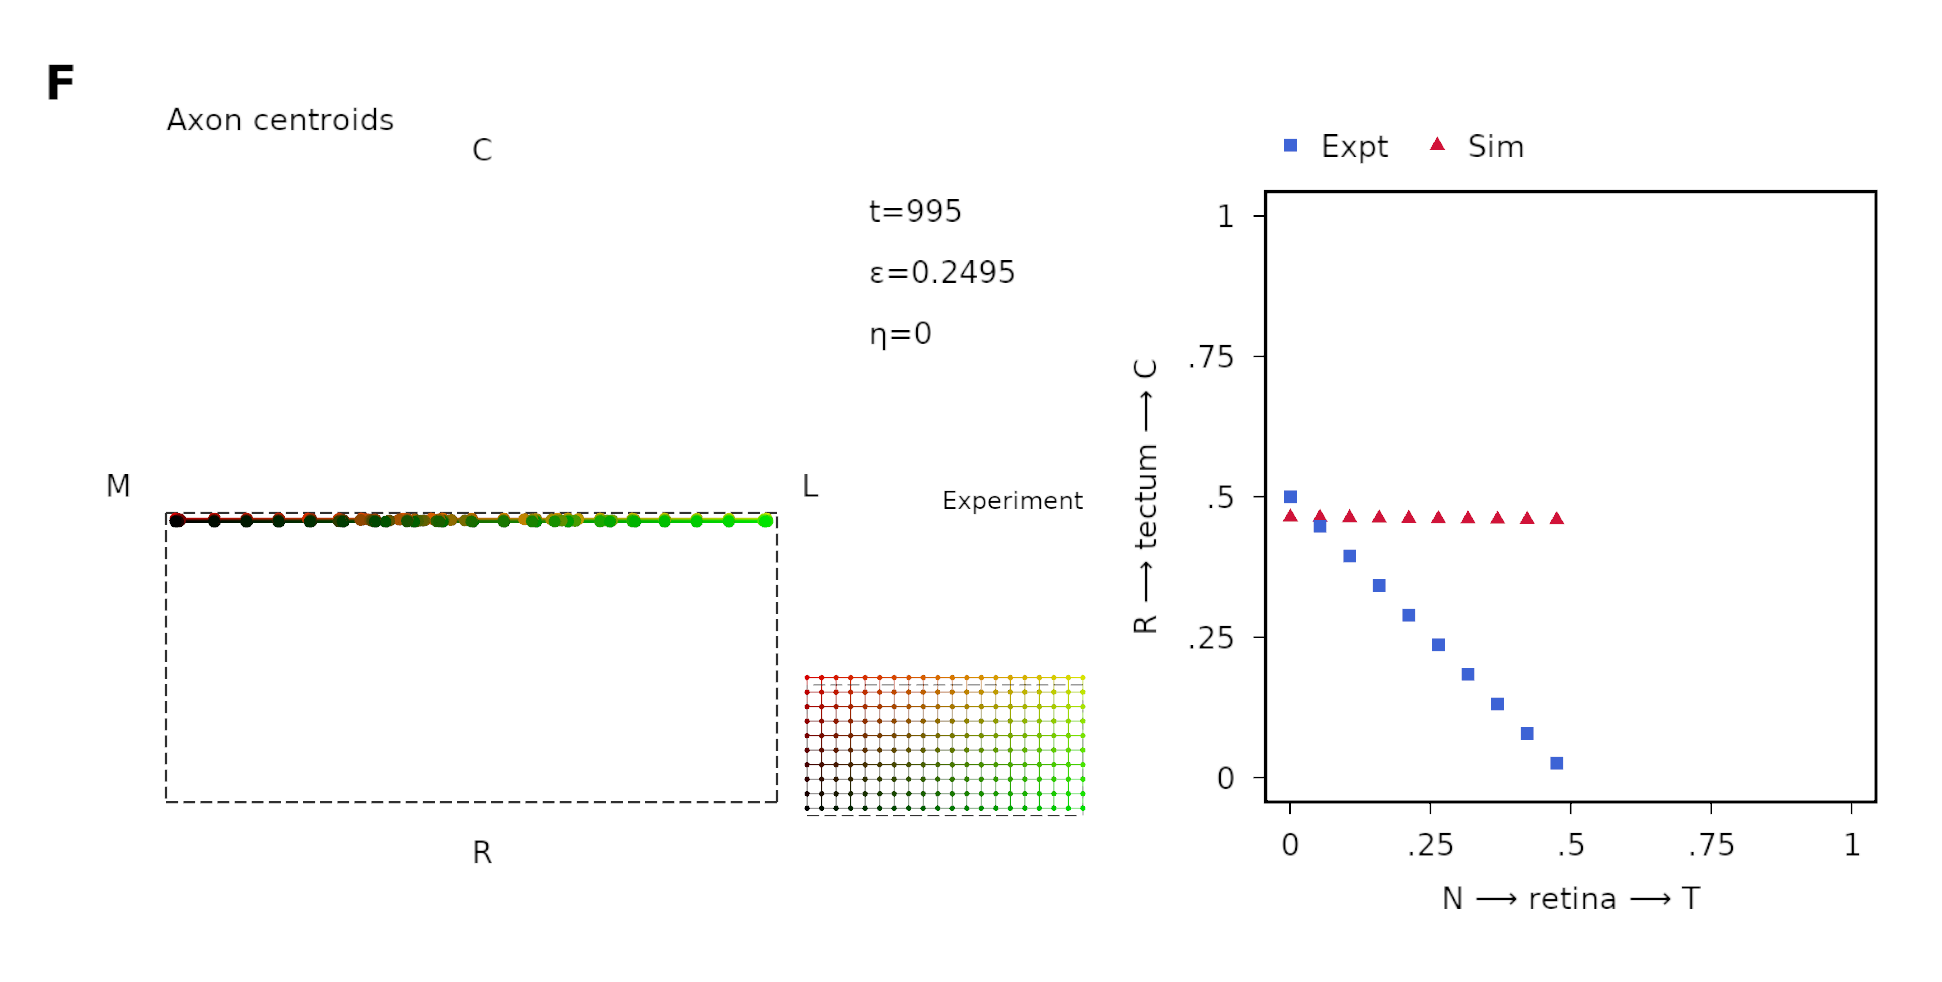 F
Axon centroids
C
t=995
ε=0.2495
η=0
M
L
Experiment
R
Expt
Sim
1
.75
.5
.25
0
R ⟶ tectum ⟶ C
0 .25 .5 .75 1
N ⟶ retina ⟶ T